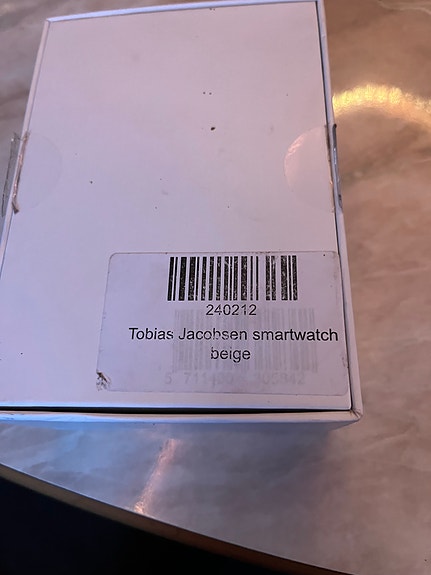 240212
Tobias Jacobsen smartwatch
beige